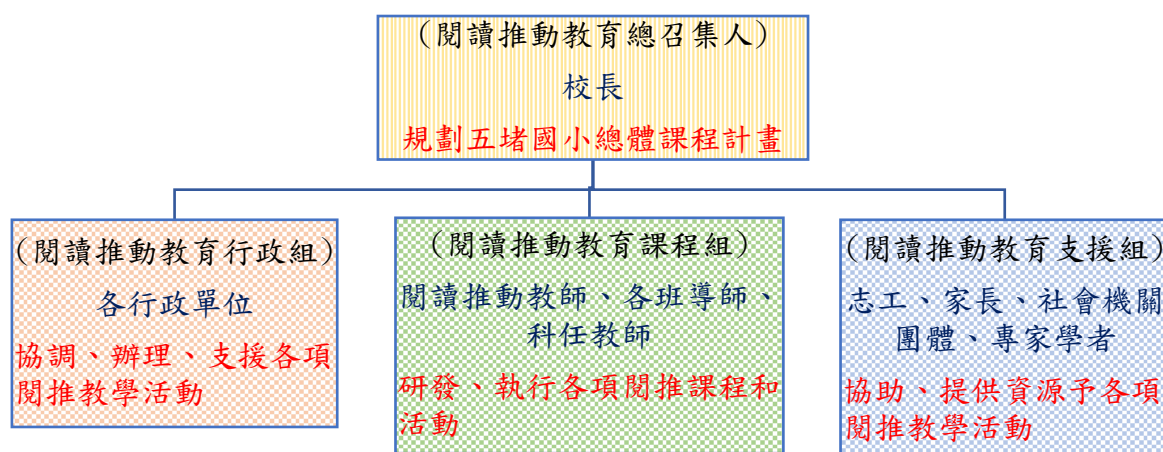 (閱讀推動教育總召集人)
校長
規劃五堵國小總體課程計畫
(閱讀推動教育行政組)
各行政單位
協調、辦理、支援各項
閱推教學活動
(閱讀推動教育課程組)
閱讀推動教師、各班導師、
科任教師
研發、執行各項閱推課程和
活動
(閱讀推動教育支援組)
志工、家長、社會機關
團體、專家學者
協助、提供資源予各項
閱推教學活動